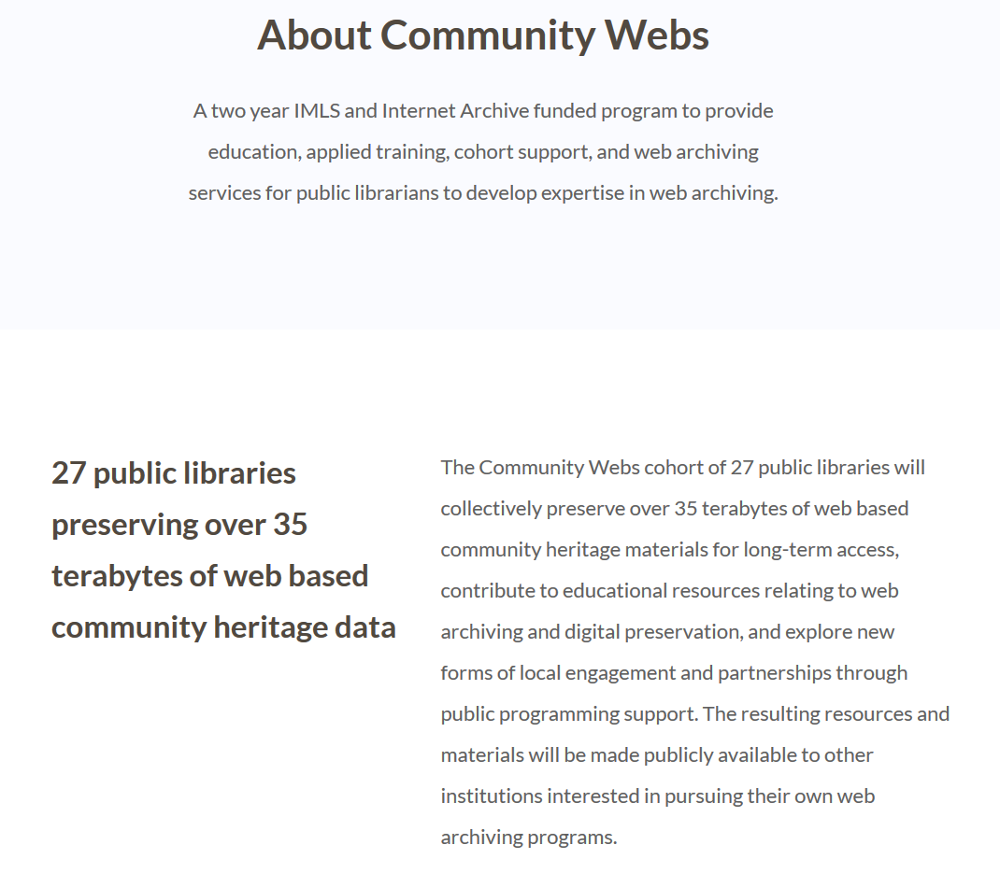 About Community Webs
A two year IMLS and Internet Archive funded program to provide
education, applied training, cohort support, and web archiving
services for public librarians to develop expertise in web archiving.
27 public libraries
preserving over 35
terabytes of web based
community heritage data
The Community Webs cohort of 27 public libraries will
collectively preserve over 35 terabytes of web based
community heritage materials for long-term access,
contribute to educational resources relating to web
archiving and digital preservation, and explore new
forms of local engagement and partnerships through
public programming support. The resulting resources and
materials will be made publicly available to other
institutions interested in pursuing their own web
archiving programs.